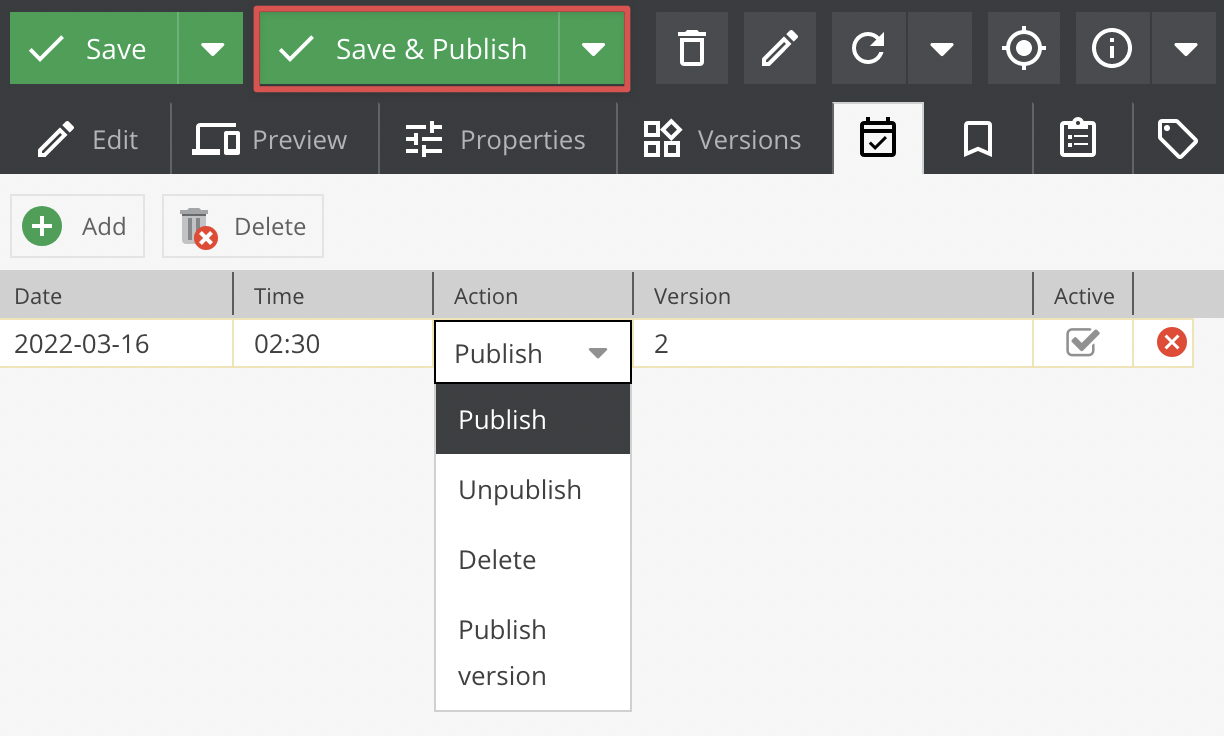 Save
Save & Publish
Edit
Preview
Properties
Versions
Add
Delete
Date
Time
Action
Version
Active
2022-03-16
02:30
Publish
2
Publish
Unpublish
Delete
Publish
version